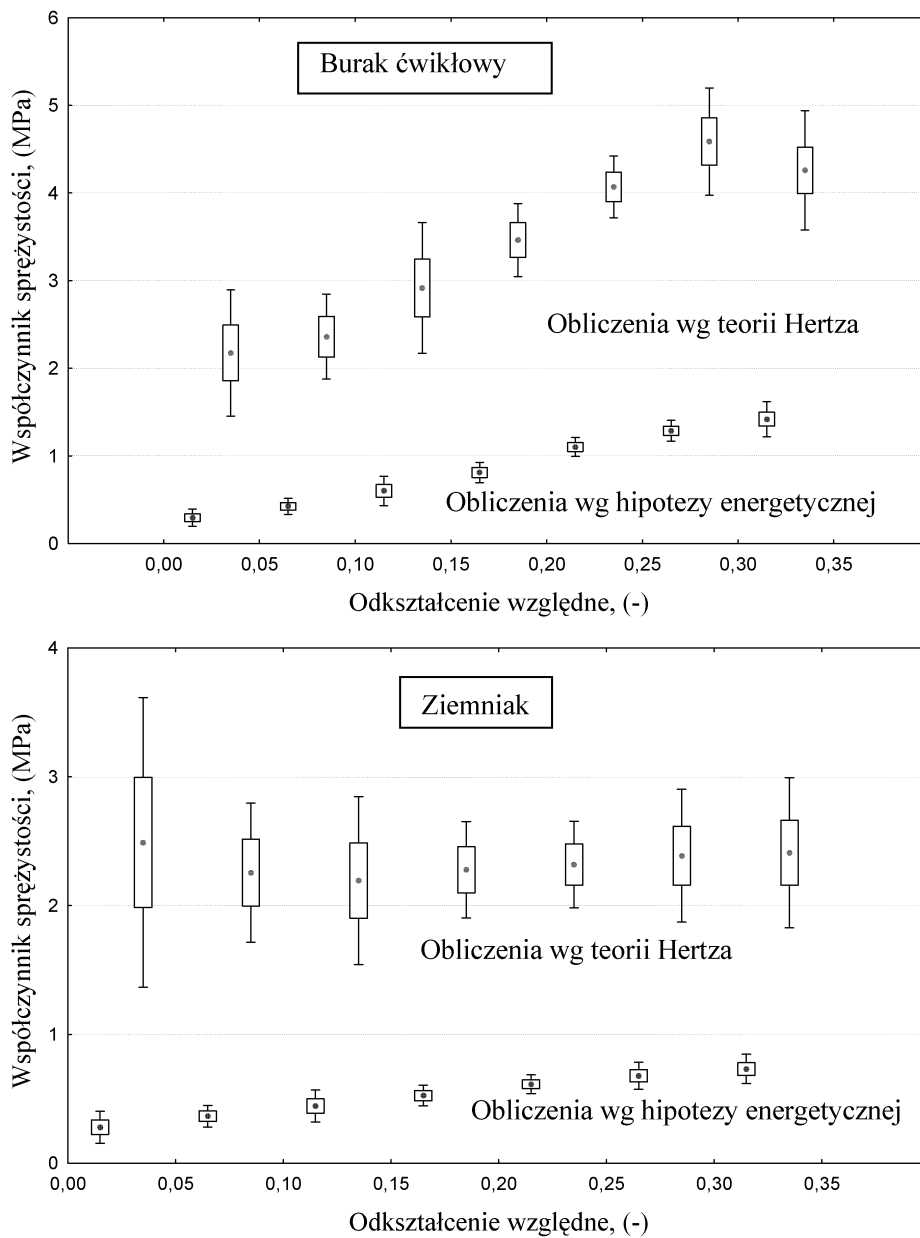 Burak ćwikłowy
Współczynnik sprężystości, (MPa)
6
5
4
3
2
1
0
Obliczenia wg teorii Hertza
Obliczenia wg hipotezy energetycznej
0,00 0,05 0,10 0,15 0,20 0,25 0,30 0,35
Odkształcenie względne, (-)
Ziemniak
Współczynnik sprężystości, (MPa)
4
3
2
1
0
Obliczenia wg teorii Hertza
Obliczenia wg hipotezy energetycznej
0,00 0,05 0,10 0,15 0,20 0,25 0,30 0,35
Odkształcenie względne, (-)